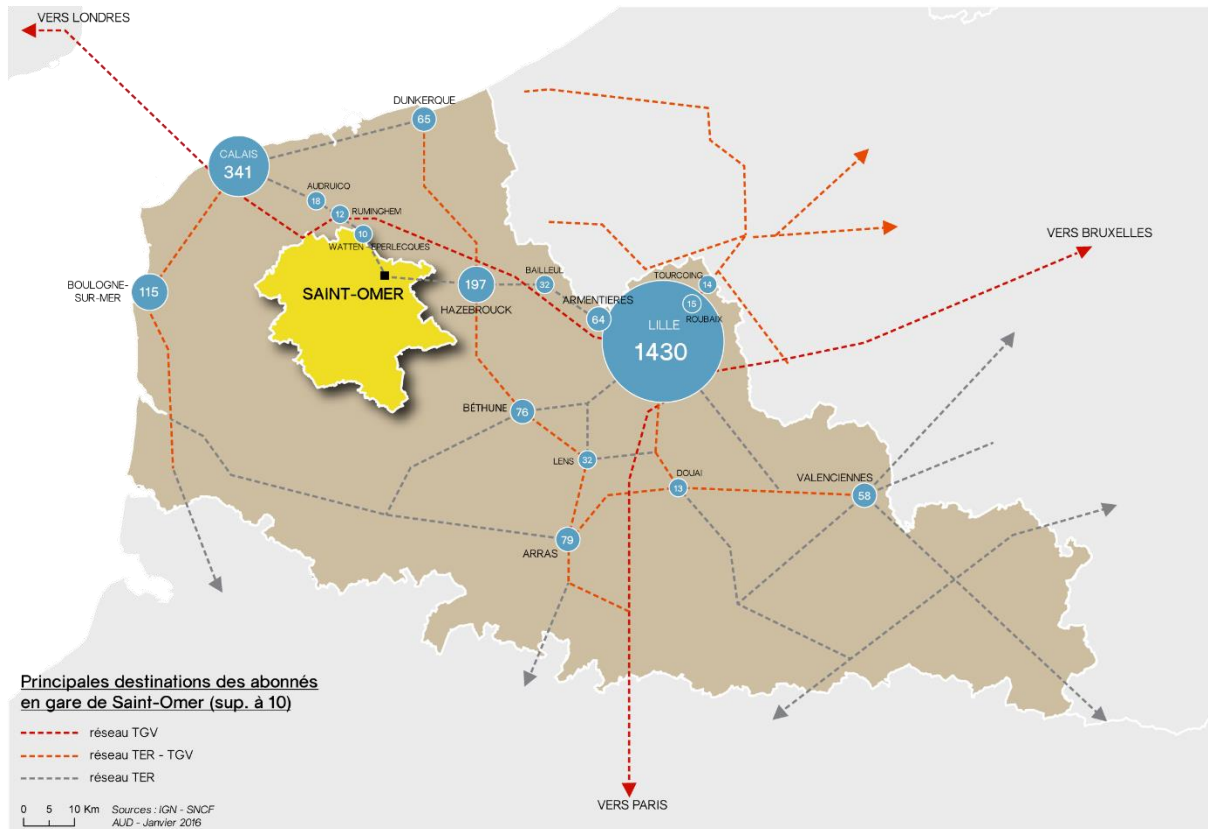 VERS LONDRES
DUNKERQUE
65
CALAIS
341
AUDRUICQ
18
12
RUMINGHEM
10
WATTEN - EPERLECQUES
VERS BRUXELLES
BOULOGNE-
SUR-MER
115
SAINT-OMER
197
HAZEBROUCK
BAILLEUL
32
ARMENTIERES
64
TOURCOING
14
15
ROUBAIX
LILLE
1430
BÉTHUNE
76
LENS
32
DOUAI
13
VALENCIENNES
58
79
ARRAS
VERS PARIS
Principales destinations des abonnés
en gare de Saint-Omer (sup. à 10)
réseau TGV
réseau TER - TGV
réseau TER
0 5 10 Km
Sources : IGN - SNCF
AUD - Janvier 2016